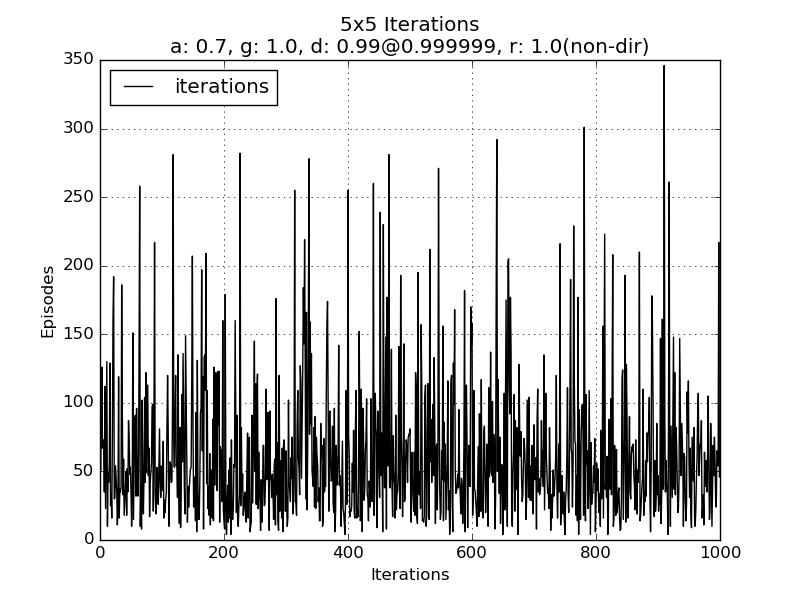 5x5 Iterations
a: 0.7, g: 1.0, d: 0.99@0.999999, r: 1.0(non-dir)
iterations
350
300
250
200
150
100
50
0
Episodes
0 200 400 600 800 1000
Iterations